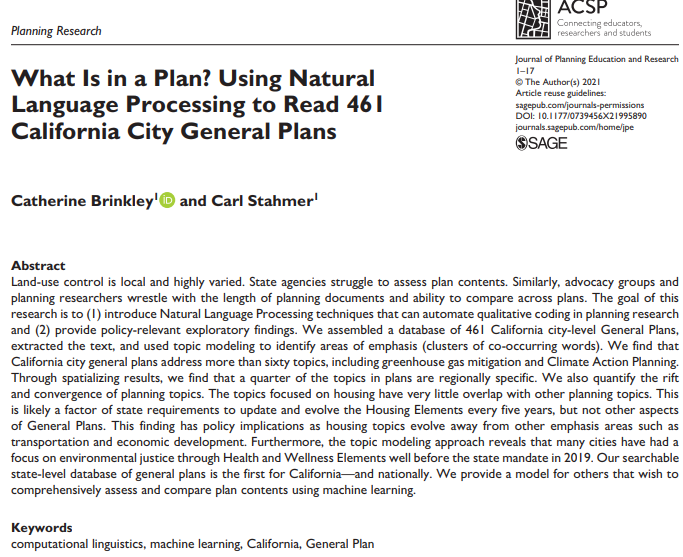 Planning Research
ACSP
Connecting educators,
researchers and students
Journal of Planning Education and Research
1–17
© The Author(s) 2021
Article reuse guidelines:
sagepub.com/journals-permissions
DOI: 10.1177/0739456X21995890
journals.sagepub.com/home/jpe
SAGE
What Is in a Plan? Using Natural
Language Processing to Read 461
California City General Plans
Catherine Brinkley1 iD and Carl Stahmer1
Abstract
Land-use control is local and highly varied. State agencies struggle to assess plan contents. Similarly, advocacy groups and
planning researchers wrestle with the length of planning documents and ability to compare across plans. The goal of this
research is to (1) introduce Natural Language Processing techniques that can automate qualitative coding in planning research
and (2) provide policy-relevant exploratory findings. We assembled a database of 461 California city-level General Plans,
extracted the text, and used topic modeling to identify areas of emphasis (clusters of co-occurring words). We find that
California city general plans address more than sixty topics, including greenhouse gas mitigation and Climate Action Planning.
Through spatializing results, we find that a quarter of the topics in plans are regionally specific. We also quantify the rift
and convergence of planning topics. The topics focused on housing have very little overlap with other planning topics. This
is likely a factor of state requirements to update and evolve the Housing Elements every five years, but not other aspects
of General Plans. This finding has policy implications as housing topics evolve away from other emphasis areas such as
transportation and economic development. Furthermore, the topic modeling approach reveals that many cities have had a
focus on environmental justice through Health and Wellness Elements well before the state mandate in 2019. Our searchable
state-level database of general plans is the first for California—and nationally. We provide a model for others that wish to
comprehensively assess and compare plan contents using machine learning.
Keywords
computational linguistics, machine learning, California, General Plan